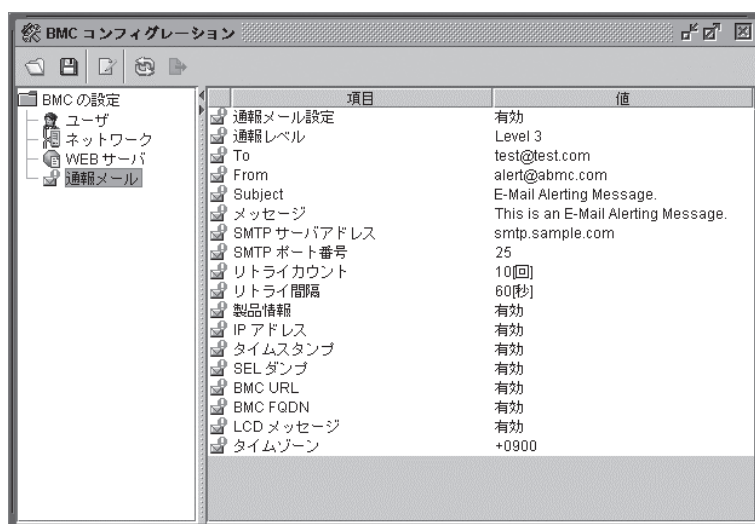 BMC コンフィグレーション
BMC の設定
ユーザ
ネットワーク
WEB サーバ
通報メール
項目 値
通報メール設定 有効
通報レベル Level 3
To test@test.com
From alert@abmc.com
Subject E-Mail Alerting Message.
メッセージ This is an E-Mail Alerting Message.
SMTP サーバアドレス smtp.sample.com
SMTP ポート番号 25
リトライカウント 10[回]
リトライ間隔 60[秒]
製品情報 有効
IP アドレス 有効
タイムスタンプ 有効
SEL ダンプ 有効
BMC URL 有効
BMC FQDN 有効
LCD メッセージ 有効
タイムゾーン +0900